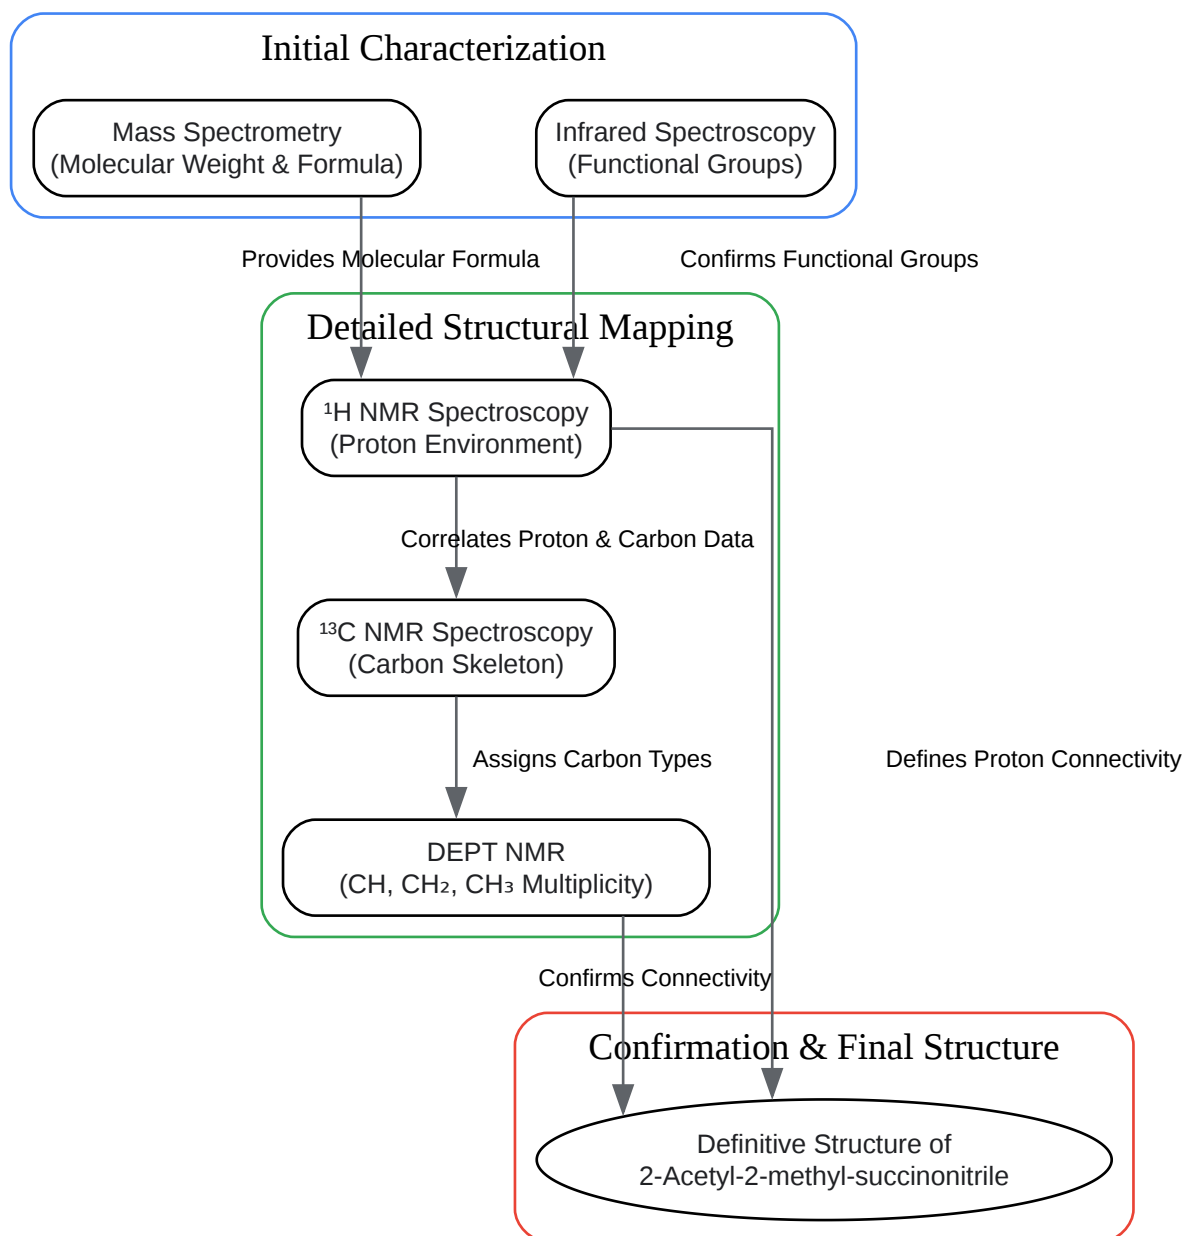 Initial Characterization
Mass Spectrometry
(Molecular Weight & Formula)
Infrared Spectroscopy
(Functional Groups)
Provides Molecular Formula
Confirms Functional Groups
Detailed Structural Mapping
¹H NMR Spectroscopy
(Proton Environment)
Correlates Proton & Carbon Data
¹³C NMR Spectroscopy
(Carbon Skeleton)
Assigns Carbon Types
Defines Proton Connectivity
DEPT NMR
(CH, CH₂, CH₃ Multiplicity)
Confirms Connectivity
Confirmation & Final Structure
Definitive Structure of
2-Acetyl-2-methyl-succinonitrile